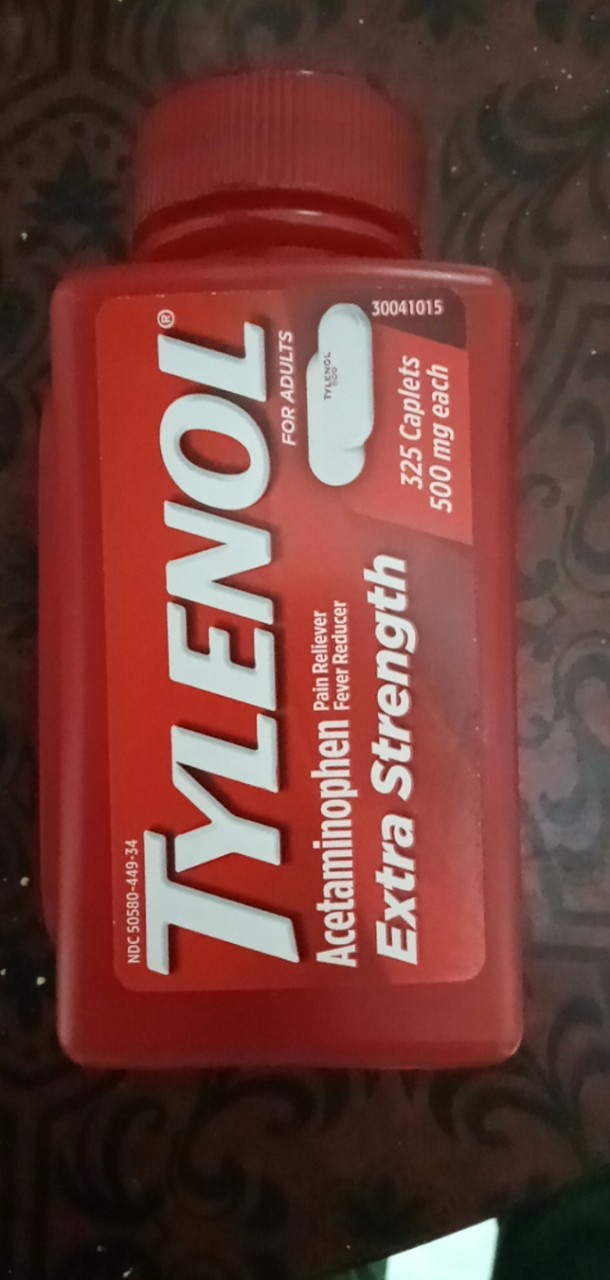 NDC 50580-449-34
TYLENOL®
FOR ADULTS
Acetaminophen
Pain Reliever
Fever Reducer
Extra Strength
TYLENOL
500
325 Caplets
500 mg each
30041015